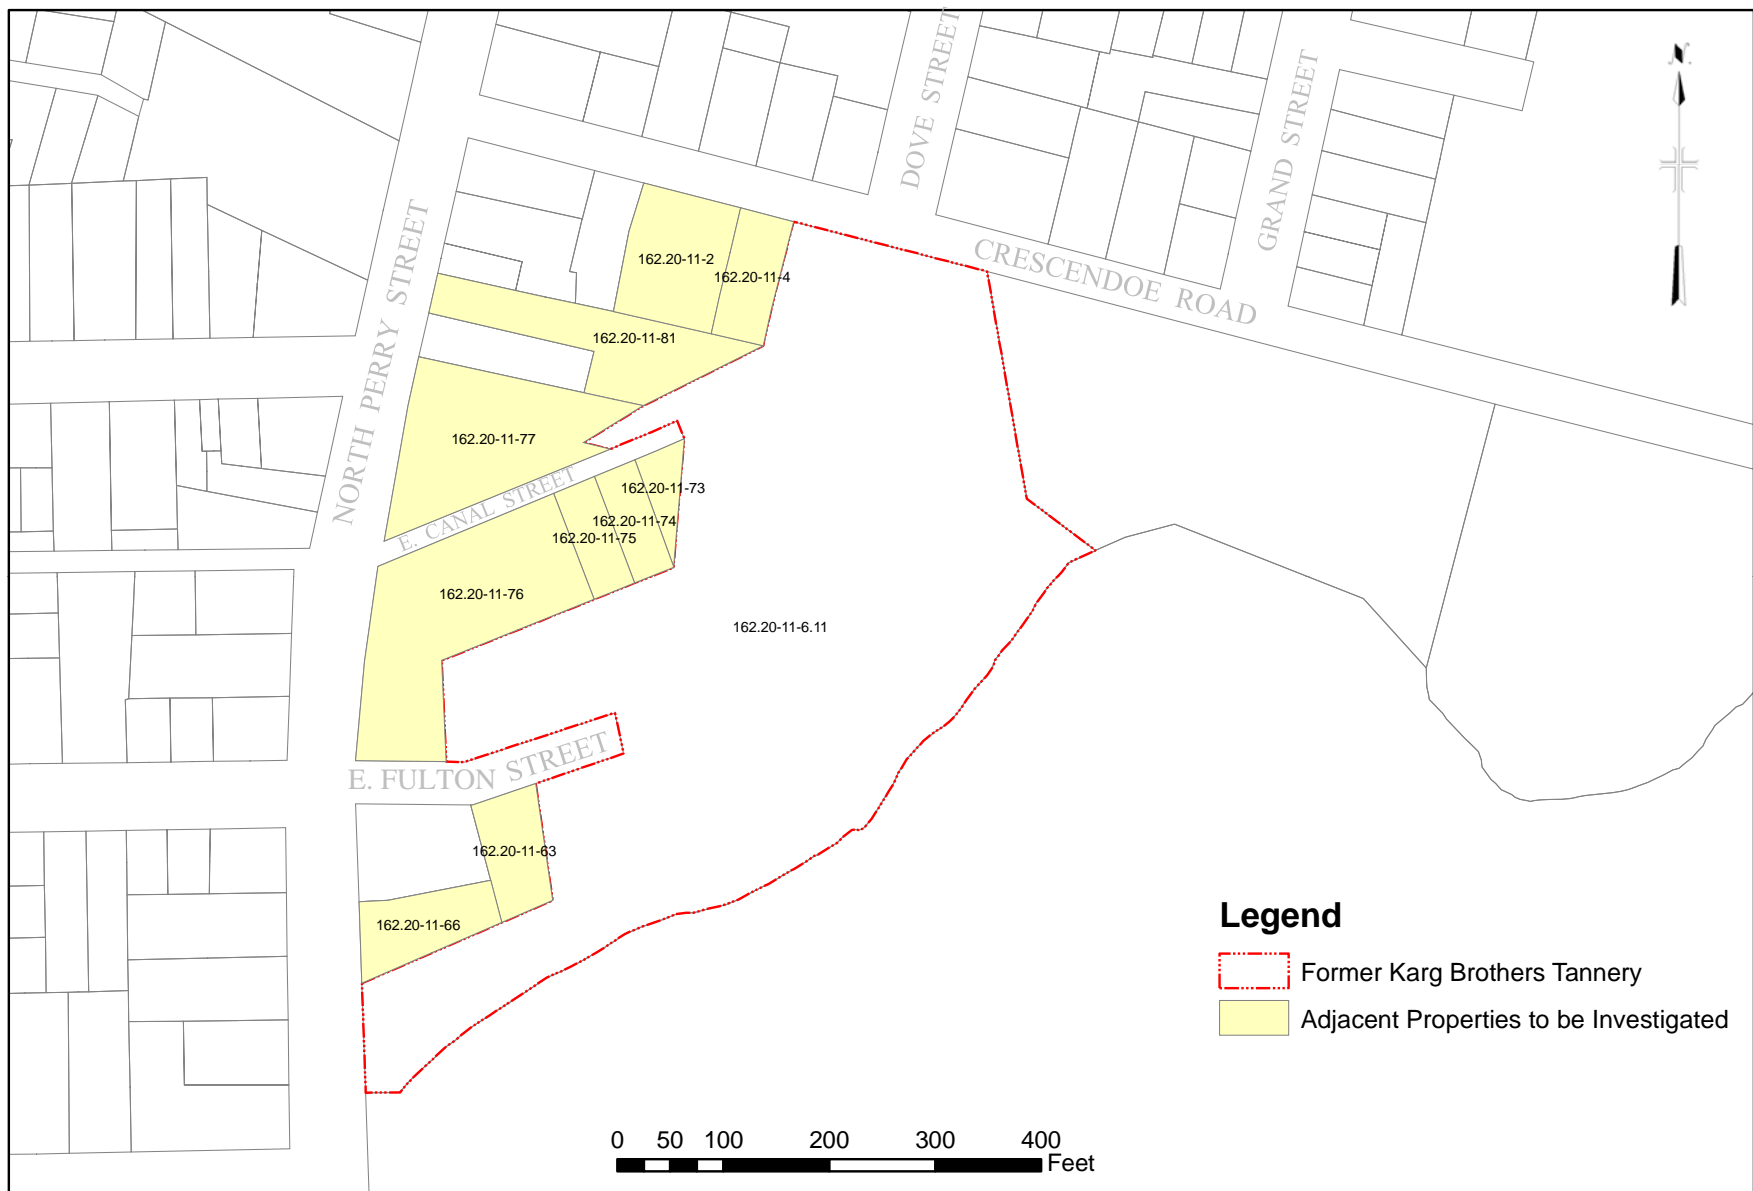 N
DOVE STREET
GRAND STREET
NORTH PERRY STREET
CRESCENDOE ROAD
162.20-11-2
162.20-11-4
162.20-11-81
162.20-11-77
E. CANAL STREET
162.20-11-73
162.20-11-74
162.20-11-75
162.20-11-76
162.20-11-6.11
E. FULTON STREET
162.20-11-63
162.20-11-66
Legend
Former Karg Brothers Tannery
Adjacent Properties to be Investigated
0 50 100 200 300 400
Feet